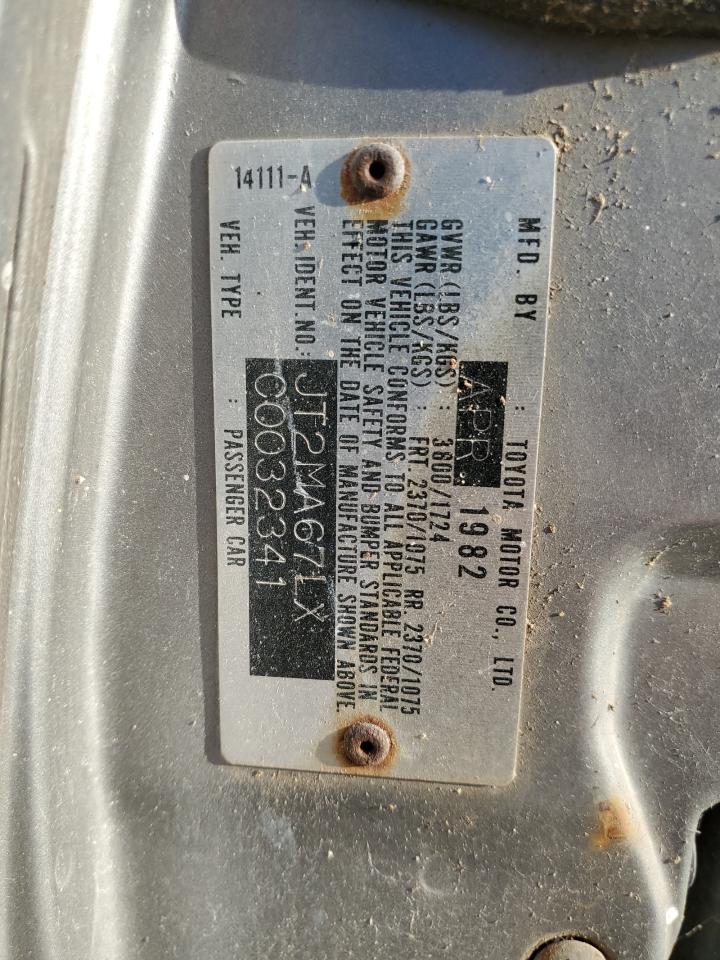 MFD. BY : TOYOTA MOTOR CO., LTD.
APR 1982
GVWR (LBS/KGS) : 3800/1724
GAWR (LBS/KGS) : FRT. 2370/1075 RR. 2370/1075
THIS VEHICLE CONFORMS TO ALL APPLICABLE FEDERAL
MOTOR VEHICLE SAFETY AND BUMPER STANDARDS IN
EFFECT ON THE DATE OF MANUFACTURE SHOWN ABOVE.
VEH. IDENT. NO. : JT2MA67LX
C0032341
VEH. TYPE : PASSENGER CAR
14111-A